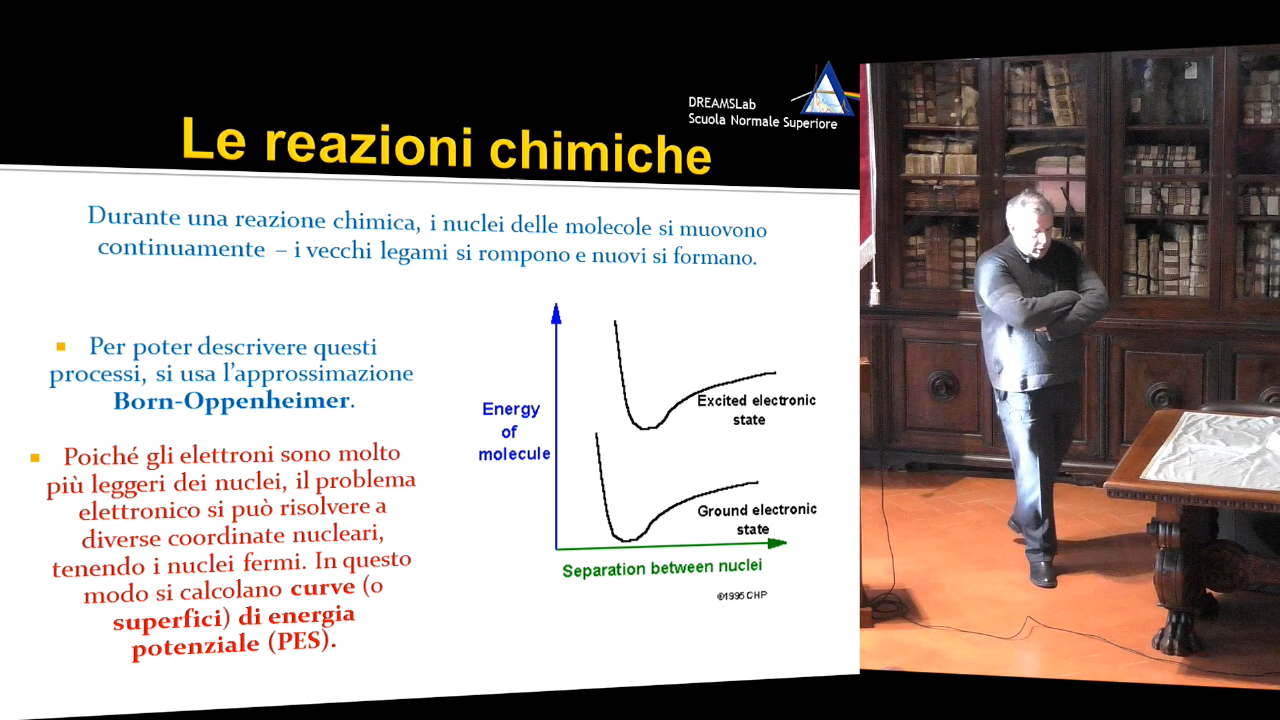 DREAMSLab
Scuola Normale Superiore
Le reazioni chimiche
Durante una reazione chimica, i nuclei delle molecole si muovono
continuamente – i vecchi legami si rompono e nuovi si formano.
Per poter descrivere questi
processi, si usa l'approssimazione
Born-Oppenheimer.
Poiché gli elettroni sono molto
più leggeri dei nuclei, il problema
elettronico si può risolvere a
diverse coordinate nucleari,
tenendo i nuclei fermi. In questo
modo si calcolano curve (o
superfici) di energia
potenziale (PES).
Energy
of
molecule
Excited electronic
state
Ground electronic
state
Separation between nuclei
©1995 CHP